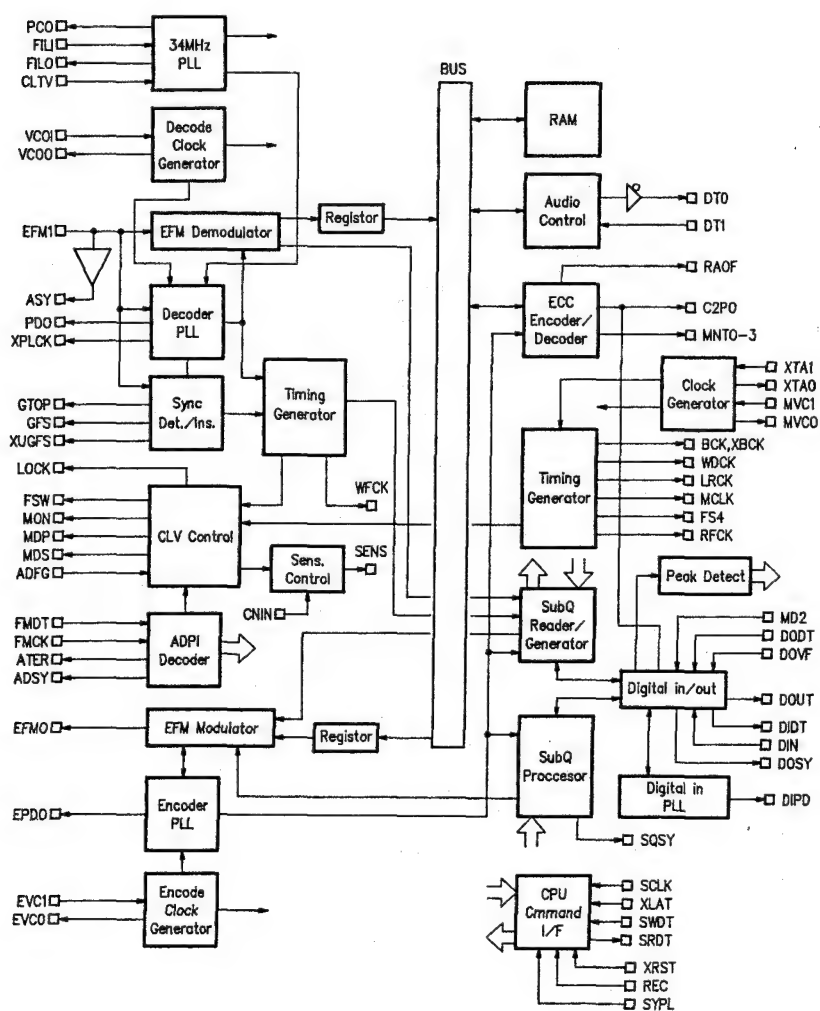 PCO
FILI
FILO
CLTV
34MHz
PLL
VCOI
VCOO
Decode
Clock
Generator
EFM1
EFM Demodulator
Registor
ASY
PDO
XPLCK
Decoder
PLL
GTOP
GFS
XUGFS
Sync
Det./Ins.
Timing
Generator
LOCK
FSW
MON
MDP
MDS
ADFG
CLV Control
WFCK
Sens.
Control
SENS
CNIN
FMDT
FMCK
ATER
ADSY
ADPI
Decoder
EFMO
EFM Modulator
Registor
EPDO
Encoder
PLL
EVC1
EVCO
Encode
Clock
Generator
BUS
RAM
Audio
Control
DTO
DT1
RAOF
ECC
Encoder/
Decoder
C2PO
MNTO-3
Clock
Generator
XTA1
XTAO
MVC1
MVCO
Timing
Generator
BCK,XBCK
WDCK
LRCK
MCLK
FS4
RFCK
Peak Detect
SubQ
Reader/
Generator
MD2
DODT
DOVF
Digital in/out
DOUT
DIDT
DIN
DOSY
SubQ
Proccesor
Digital in
PLL
DIPD
SQSY
CPU
Cmmand
I/F
SCLK
XLAT
SWDT
SRDT
XRST
REC
SYPL